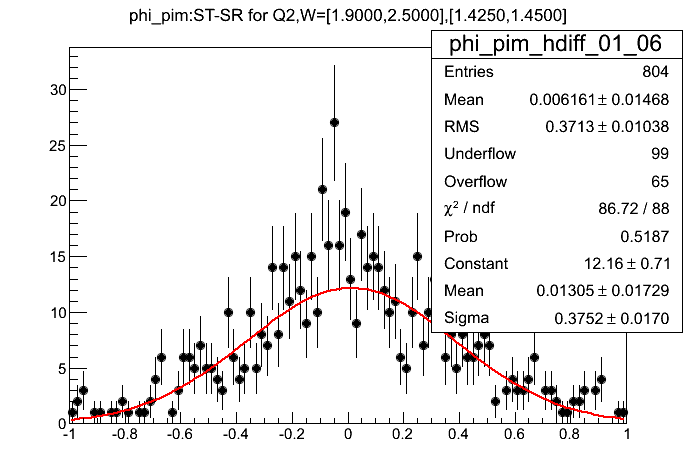 phi_pim:ST-SR for Q2,W=[1.9000,2.5000],[1.4250,1.4500]
phi_pim_hdiff_01_06
Entries 804
Mean 0.006161 ± 0.01468
RMS 0.3713 ± 0.01038
Underflow 99
Overflow 65
χ² / ndf 86.72 / 88
Prob 0.5187
Constant 12.16 ± 0.71
Mean 0.01305 ± 0.01729
Sigma 0.3752 ± 0.0170
30
25
20
15
10
5
0
-1 -0.8 -0.6 -0.4 -0.2 0 0.2 0.4 0.6 0.8 1